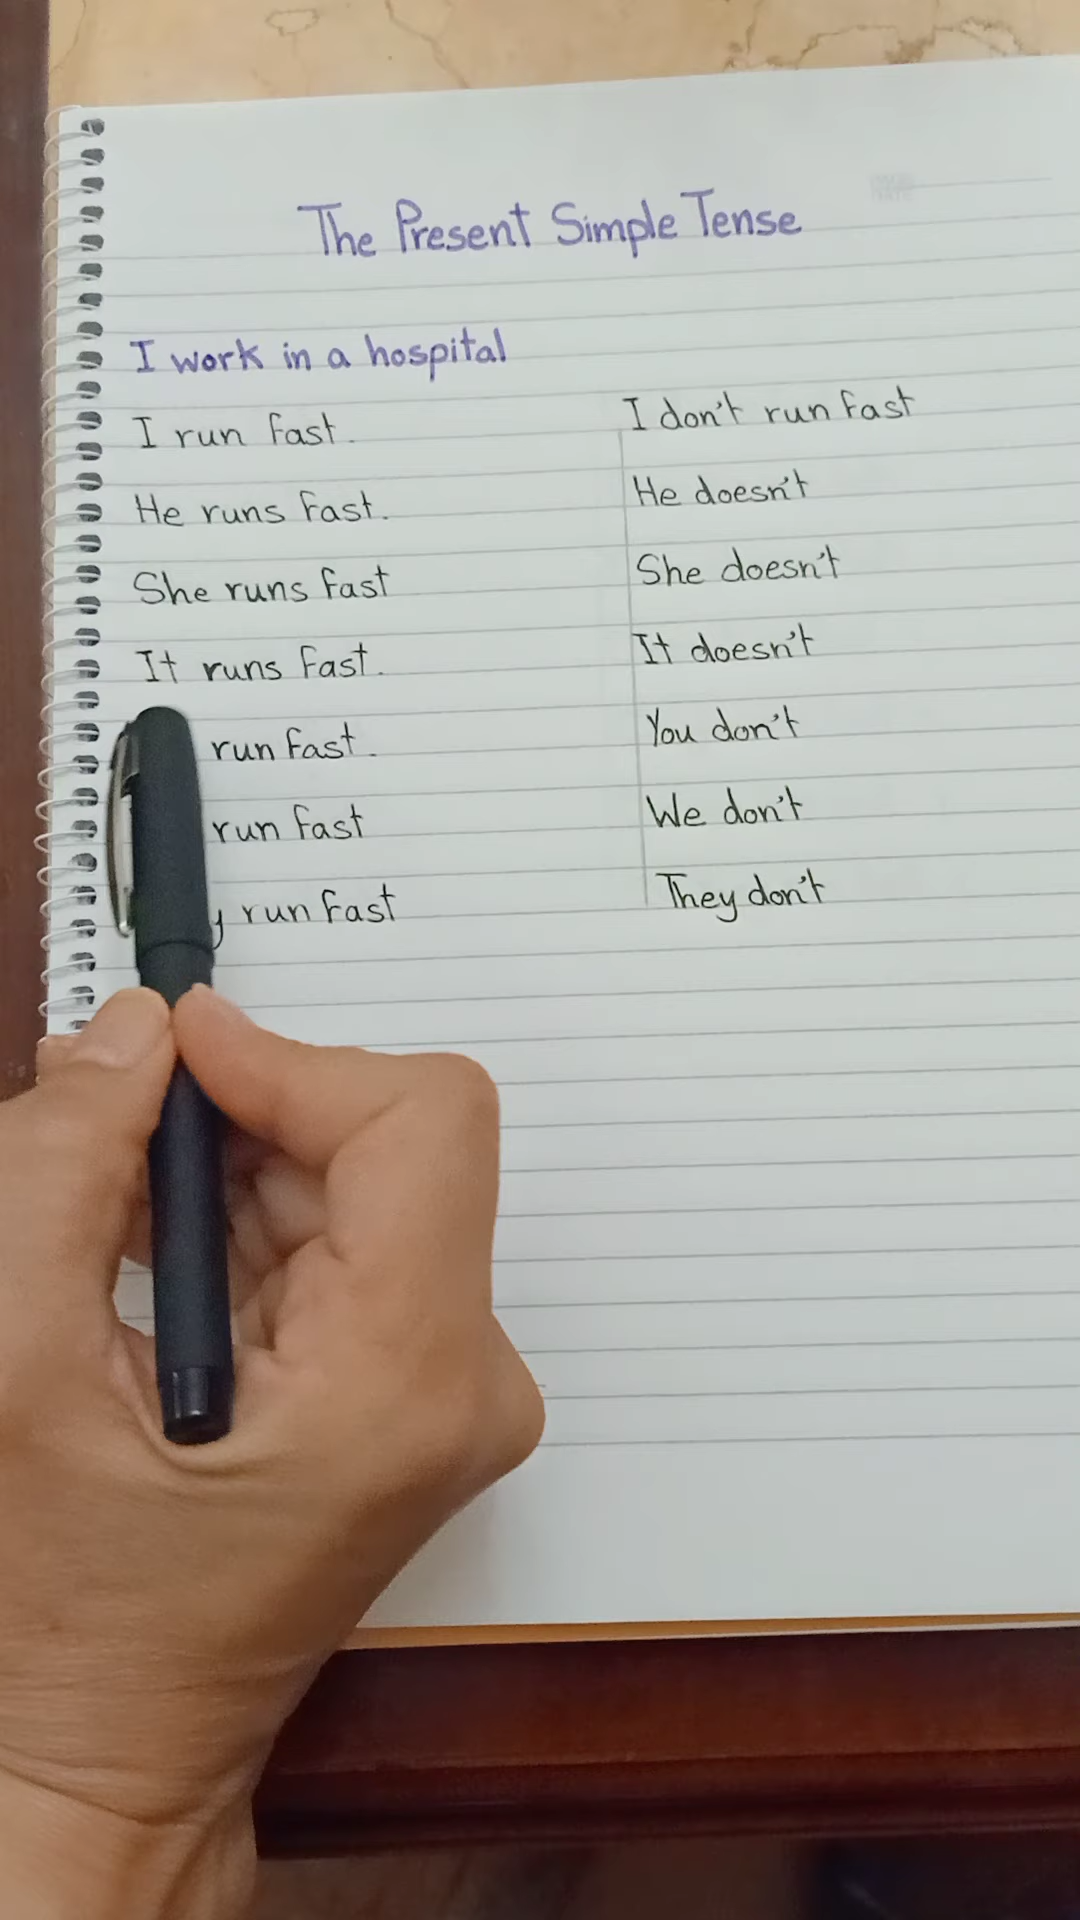 The Present Simple Tense
I work in a hospital
I run fast.
He runs fast.
She runs fast
It runs fast.
run fast.
run fast
y run fast
I don't run fast
He doesn't
She doesn't
It doesn't
You don't
We don't
They don't